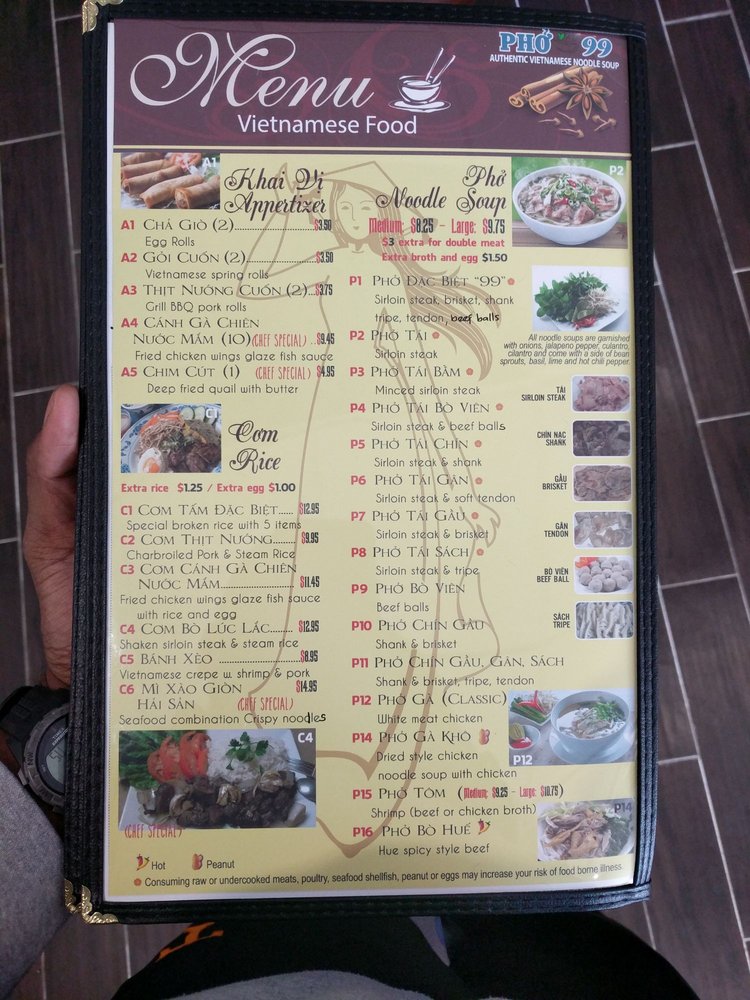 Menu
Vietnamese Food
PHỞ 99
AUTHENTIC VIETNAMESE NOODLE SOUP
A1
Khai Vị
Appertizer
A1 CHẢ GIÒ (2)..................$3.50
Egg Rolls
A2 GỎI CUỐN (2)..................$3.50
Vietnamese spring rolls
A3 THỊT NƯỚNG CUỐN (2)...$3.75
Grill BBQ pork rolls
A4 CÁNH GÀ CHIÊN
NƯỚC MẮM (10) (CHEF SPECIAL) ..$9.45
Fried chicken wings glaze fish sauce
A5 CHIM CÚT (1) (CHEF SPECIAL) $4.95
Deep fried quail with butter
C1
Cơm
Rice
Extra rice $1.25 / Extra egg $1.00
C1 CƠM TẤM ĐẶC BIỆT..... $12.95
Special broken rice with 5 items
C2 CƠM THỊT NƯỚNG........ $9.95
Charbroiled Pork & Steam Rice
C3 CƠM CÁNH GÀ CHIÊN
NƯỚC MẮM..................... $11.45
Fried chicken wings glaze fish sauce
with rice and egg
C4 CƠM BÒ LÚC LẮC....... $12.95
Shaken sirloin steak & steam rice
C5 BÁNH XÈO .................. $8.95
Vietnamese crepe w. shrimp & pork
C6 MÌ XÀO GIÒN $14.95
HẢI SẢN (CHEF SPECIAL)
Seafood combination Crispy noodles
C4
(CHEF SPECIAL)
Hot Peanut
Consuming raw or undercooked meats, poultry, seafood shellfish, peanut or eggs may increase your risk of food borne illness
Phở
Noodle Soup
Medium: $8.25 - Large: $9.75
$3 extra for double meat
Extra broth and egg $1.50
P2
P1 PHỞ ĐẶC BIỆT "99"
Sirloin steak, brisket, shank
tripe, tendon, beef balls
P2 PHỞ TÁI
Sirloin steak
P3 PHỞ TÁI BẰM
Minced sirloin steak
P4 PHỞ TÁI BÒ VIÊN
Sirloin steak & beef balls
P5 PHỞ TÁI CHÍN
Sirloin steak & shank
P6 PHỞ TÁI GÂN
Sirloin steak & soft tendon
P7 PHỞ TÁI GẦU
Sirloin steak & brisket
P8 PHỞ TÁI SÁCH
Sirloin steak & tripe
P9 PHỞ BÒ VIÊN
Beef balls
P10 PHỞ CHÍN GẦU
Shank & brisket
P11 PHỞ CHÍN GẦU, GÂN, SÁCH
Shank & brisket, tripe, tendon
P12 PHỞ GÀ (CLASSIC)
White meat chicken
P14 PHỞ GÀ KHÔ
Dried style chicken
noodle soup with chicken
P15 PHỞ TÔM (Medium: $9.25 - Large: $10.75)
Shrimp (beef or chicken broth)
P16 PHỞ BÒ HUẾ
Hue spicy style beef
All noodle soups are garnished
with onions, jalapeno pepper, culantro,
cilantro and come with a side of bean
sprouts, basil, lime and hot chili pepper.
TÁI
SIRLOIN STEAK
CHÍN NẠC
SHANK
GẦU
BRISKET
GÂN
TENDON
BÒ VIÊN
BEEF BALL
SÁCH
TRIPE
P12
P14